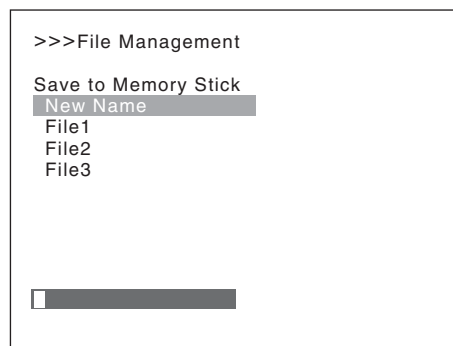 >>>File Management
Save to Memory Stick
New Name
File1
File2
File3